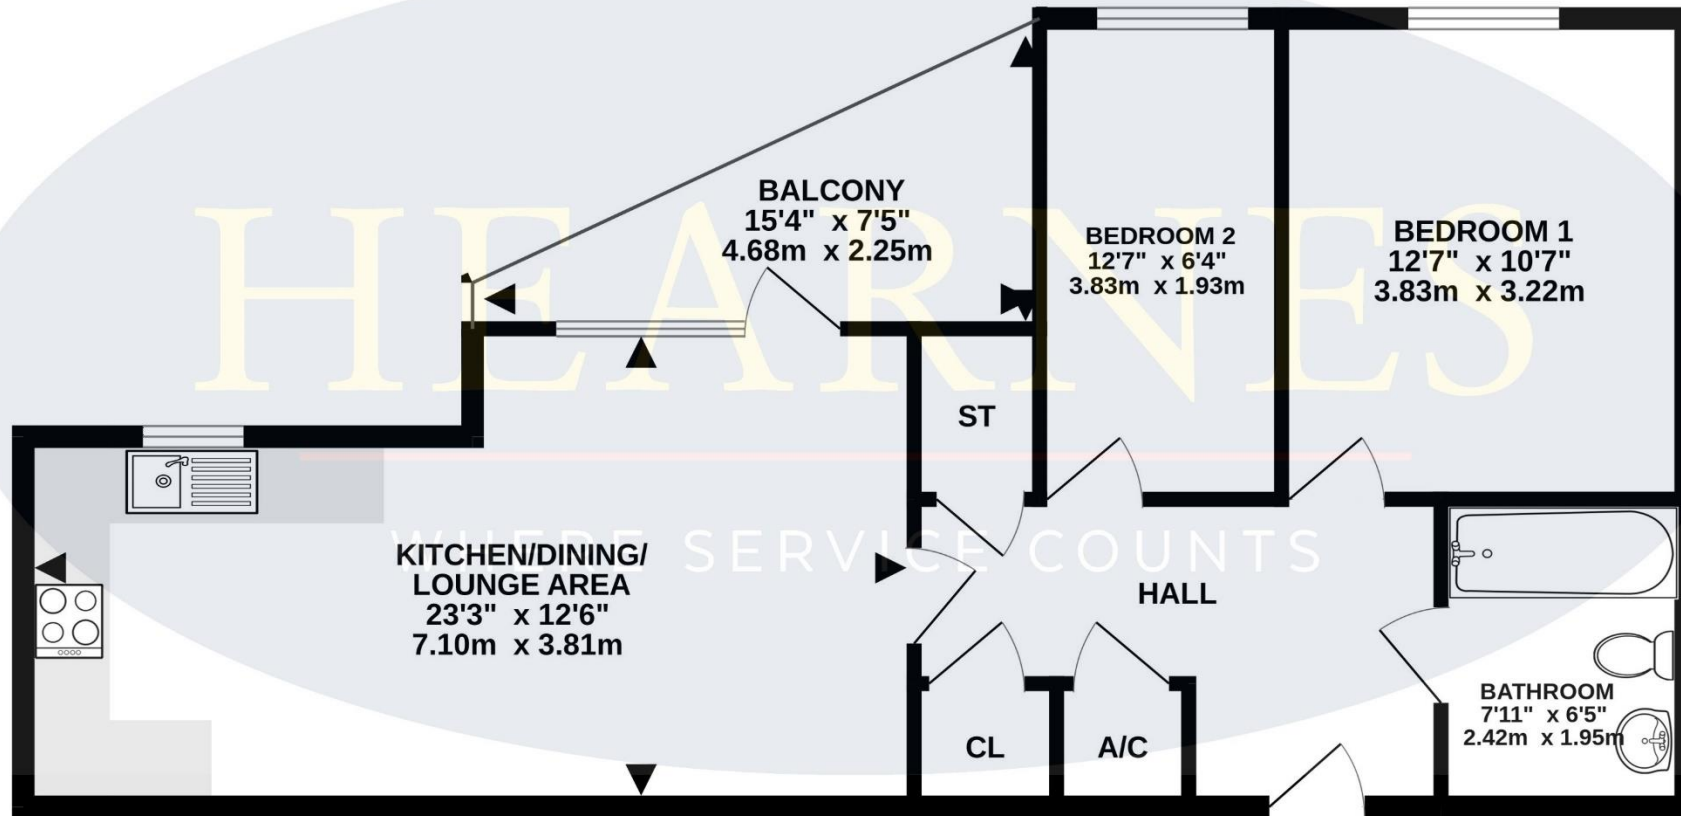 BALCONY
15'4" x 7'5"
4.68m x 2.25m
BEDROOM 2
12'7" x 6'4"
3.83m x 1.93m
BEDROOM 1
12'7" x 10'7"
3.83m x 3.22m
HEARNES
ST
WHERE SERVICE COUNTS
KITCHEN/DINING/
LOUNGE AREA
23'3" x 12'6"
7.10m x 3.81m
HALL
BATHROOM
7'11" x 6'5"
2.42m x 1.95m
CL
A/C